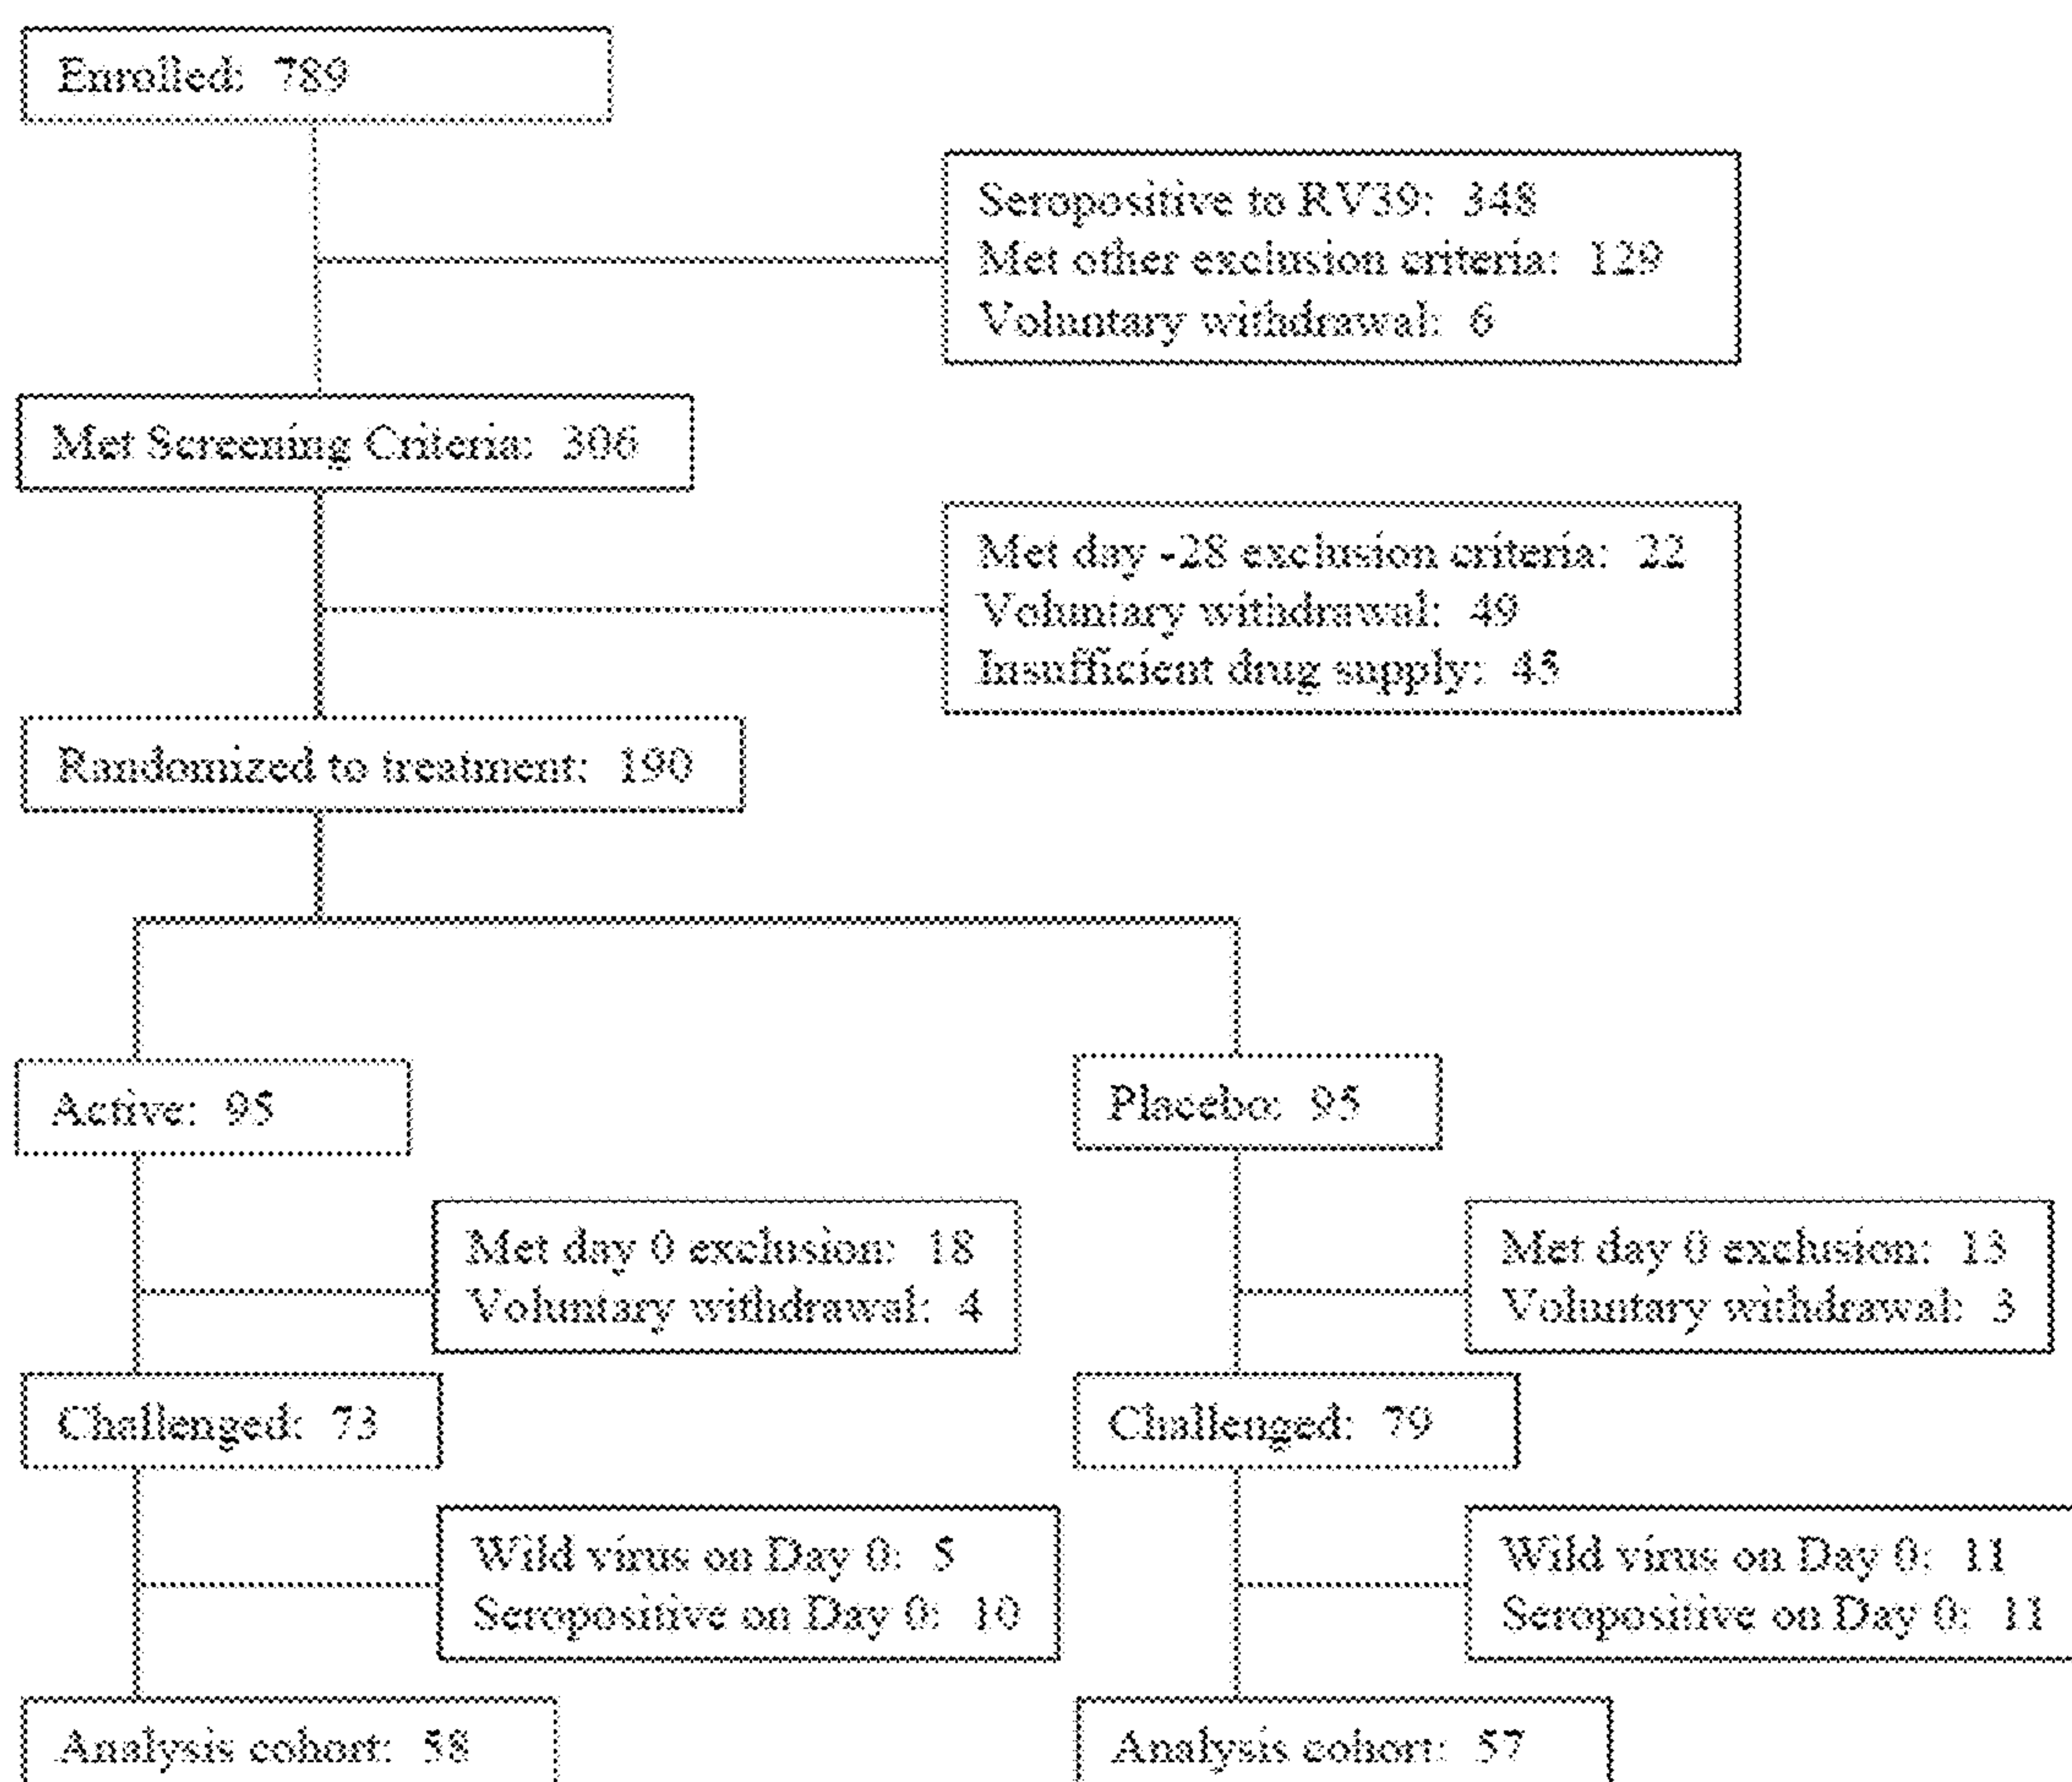 Enrolled: 789
Seropositive to RV39: 348
Met other exclusion criteria: 129
Voluntary withdrawal: 6
Met Screening Criteria: 306
Met day -28 exclusion criteria: 22
Voluntary withdrawal: 49
Insufficient drug supply: 45
Randomized to treatment: 190
Active: 95
Placebo: 95
Met day 0 exclusion: 18
Voluntary withdrawal: 4
Met day 0 exclusion: 13
Voluntary withdrawal: 3
Challenged: 73
Challenged: 79
Wild virus on Day 0: 5
Seropositive on Day 0: 10
Wild virus on Day 0: 11
Seropositive on Day 0: 11
Analysis cohort: 58
Analysis cohort: 57